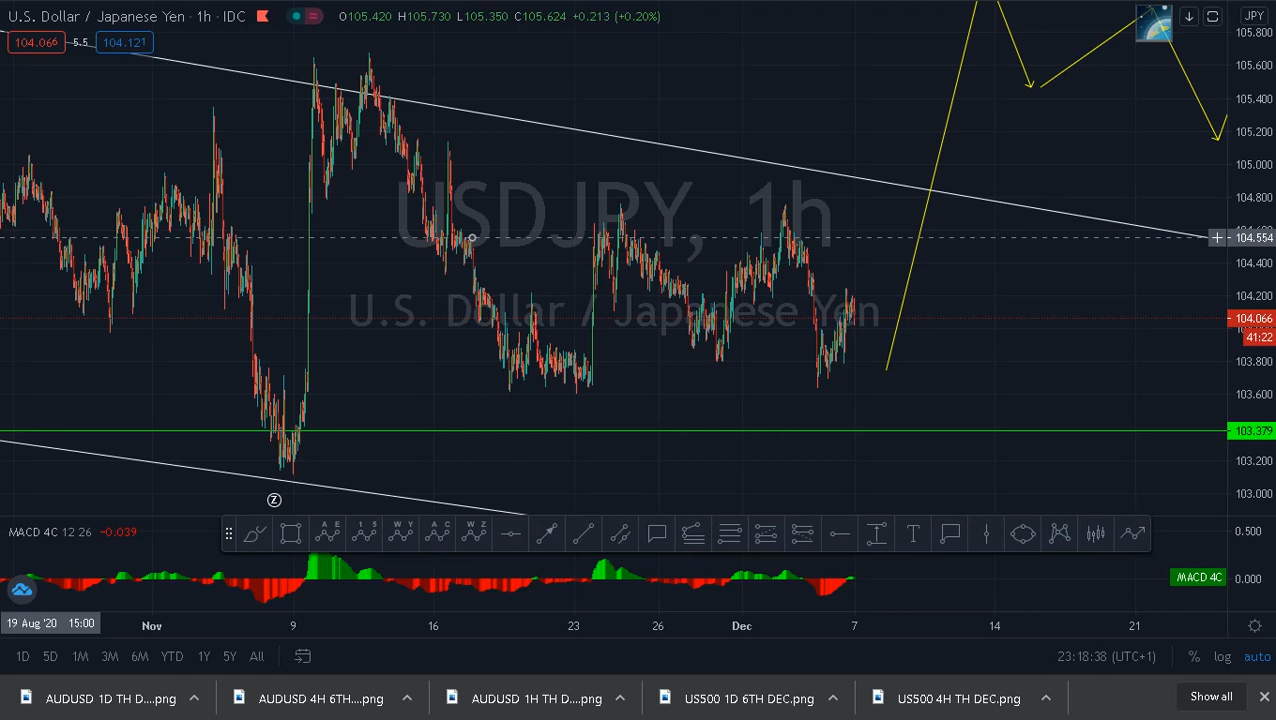 U.S. Dollar / Japanese Yen · 1h · IDC O105.420 H105.730 L105.350 C105.624 +0.213 (+0.20%)
JPY
104.066 5.5 104.121
105.800
105.600
105.400
105.200
105.000
104.800
USDJPY, 1h
104.554
104.400
U.S. Dollar / Japanese Yen
104.200
104.066
41:22
103.800
103.600
103.379
103.200
Z
103.000
MACD 4C 12 26 -0.039
A E
1 5
W Y
A C
W Z
T
0.500
MACD 4C
0.000
19 Aug '20 15:00
Nov 9 16 23 26 Dec 7 14 21
1D 5D 1M 3M 6M YTD 1Y 5Y All
23:18:38 (UTC+1) % log auto
AUDUSD 1D TH D....png
AUDUSD 4H 6TH....png
AUDUSD 1H TH D....png
US500 1D 6TH DEC.png
US500 4H TH DEC.png
Show all